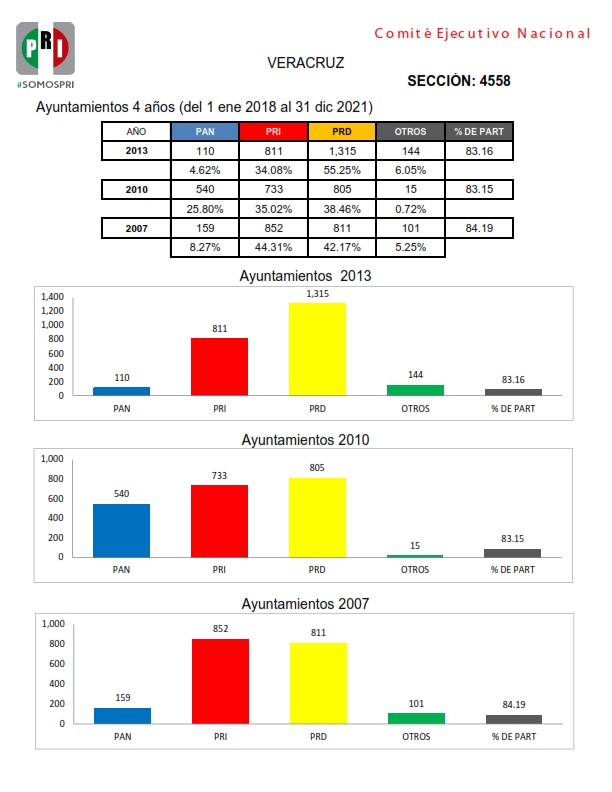 Comité Ejecutivo Nacional
PRI
#SOMOSPRI
VERACRUZ
SECCIÓN: 4558
Ayuntamientos 4 años (del 1 ene 2018 al 31 dic 2021)
AÑO PAN PRI PRD OTROS % DE PART
2013 110 811 1,315 144 83.16
4.62% 34.08% 55.25% 6.05%
2010 540 733 805 15 83.15
25.80% 35.02% 38.46% 0.72%
2007 159 852 811 101 84.19
8.27% 44.31% 42.17% 5.25%
Ayuntamientos 2013
1,400
1,200
1,000
800
600
400
200
0
110
811
1,315
144
83.16
PAN PRI PRD OTROS % DE PART
Ayuntamientos 2010
1,000
800
600
400
200
0
540
733
805
15
83.15
PAN PRI PRD OTROS % DE PART
Ayuntamientos 2007
1,000
800
600
400
200
0
159
852
811
101
84.19
PAN PRI PRD OTROS % DE PART